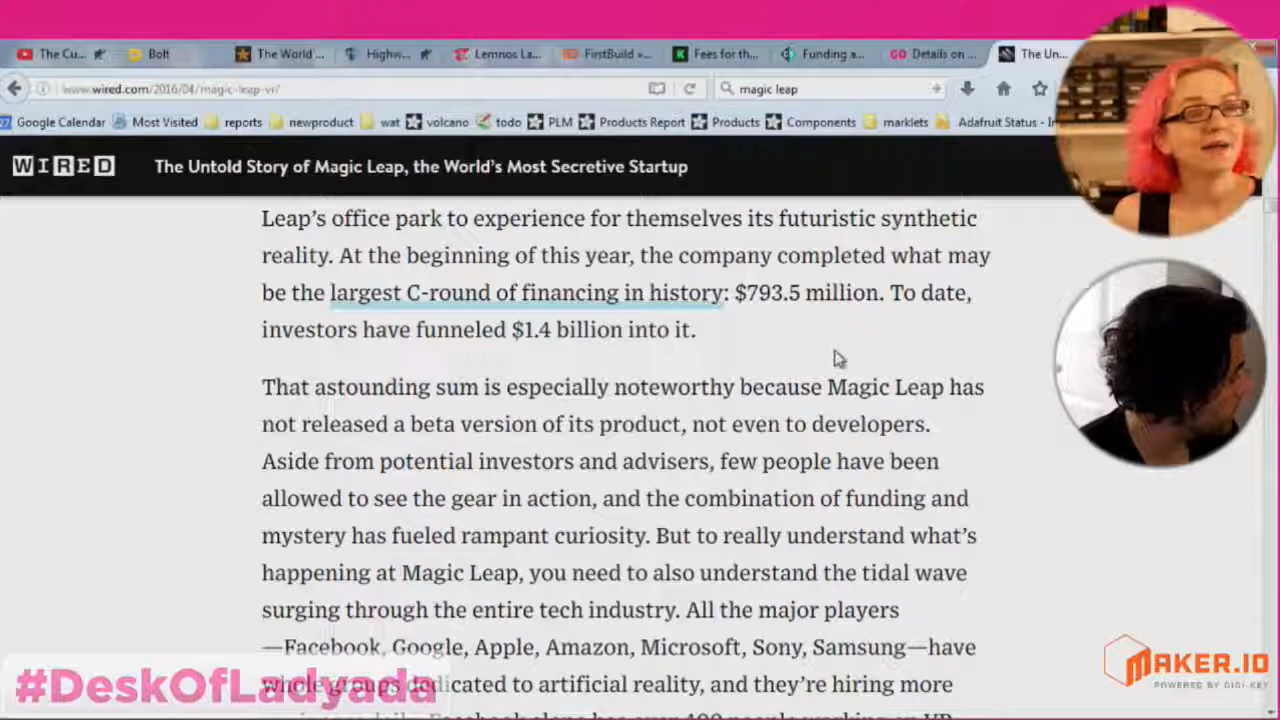 The Cu...
Bolt
The World'...
Highw...
Lemnos La...
FirstBuild »...
Fees for th...
Funding a...
GO Details on ...
The Un...
www.wired.com/2016/04/magic-leap-vr/
magic leap
27 Google Calendar
Most Visited
reports
newproduct
wat
volcano
todo
PLM
Products Report
Products
Components
marklets
Adafruit Status - In
WIRED
The Untold Story of Magic Leap, the World's Most Secretive Startup
Leap's office park to experience for themselves its futuristic synthetic
reality. At the beginning of this year, the company completed what may
be the largest C-round of financing in history: $793.5 million. To date,
investors have funneled $1.4 billion into it.
That astounding sum is especially noteworthy because Magic Leap has
not released a beta version of its product, not even to developers.
Aside from potential investors and advisers, few people have been
allowed to see the gear in action, and the combination of funding and
mystery has fueled rampant curiosity. But to really understand what's
happening at Magic Leap, you need to also understand the tidal wave
surging through the entire tech industry. All the major players
—Facebook, Google, Apple, Amazon, Microsoft, Sony, Samsung—have
whole groups dedicated to artificial reality, and they're hiring more
#DeskOfLadyada
MAKER.IO
POWERED BY DIGI-KEY